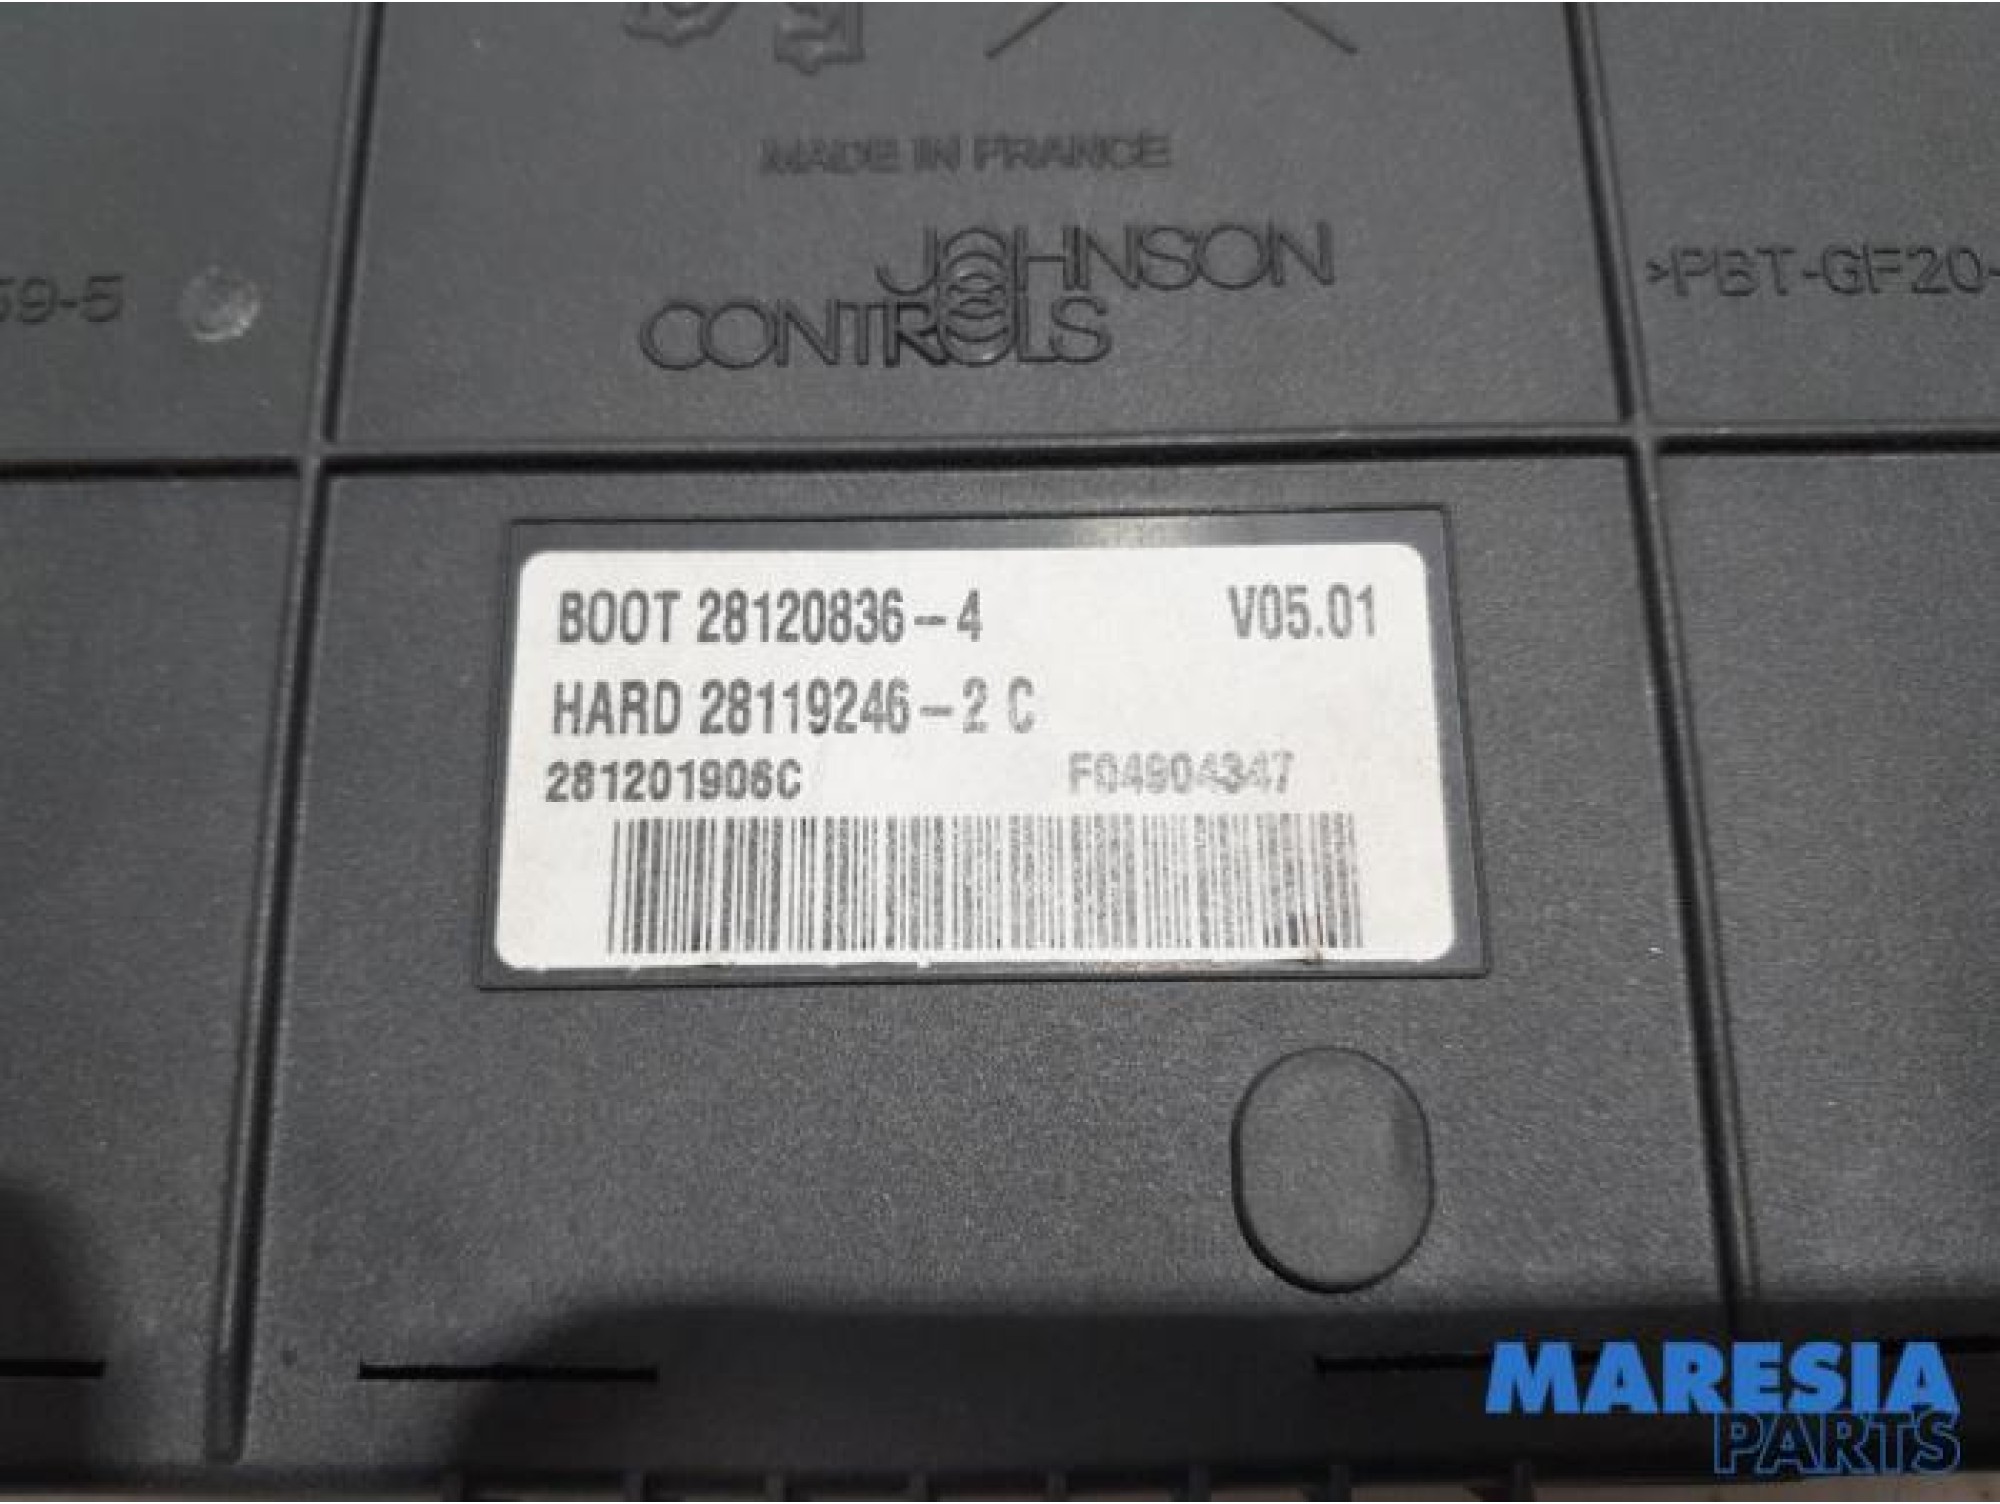 MADE IN FRANCE
JOHNSON
CONTROLS
59-5
>PBT-GF20-
BOOT 28120836-4 V05.01
HARD 28119246-2 C
281201906C F04904347
MARESIA
PARTS